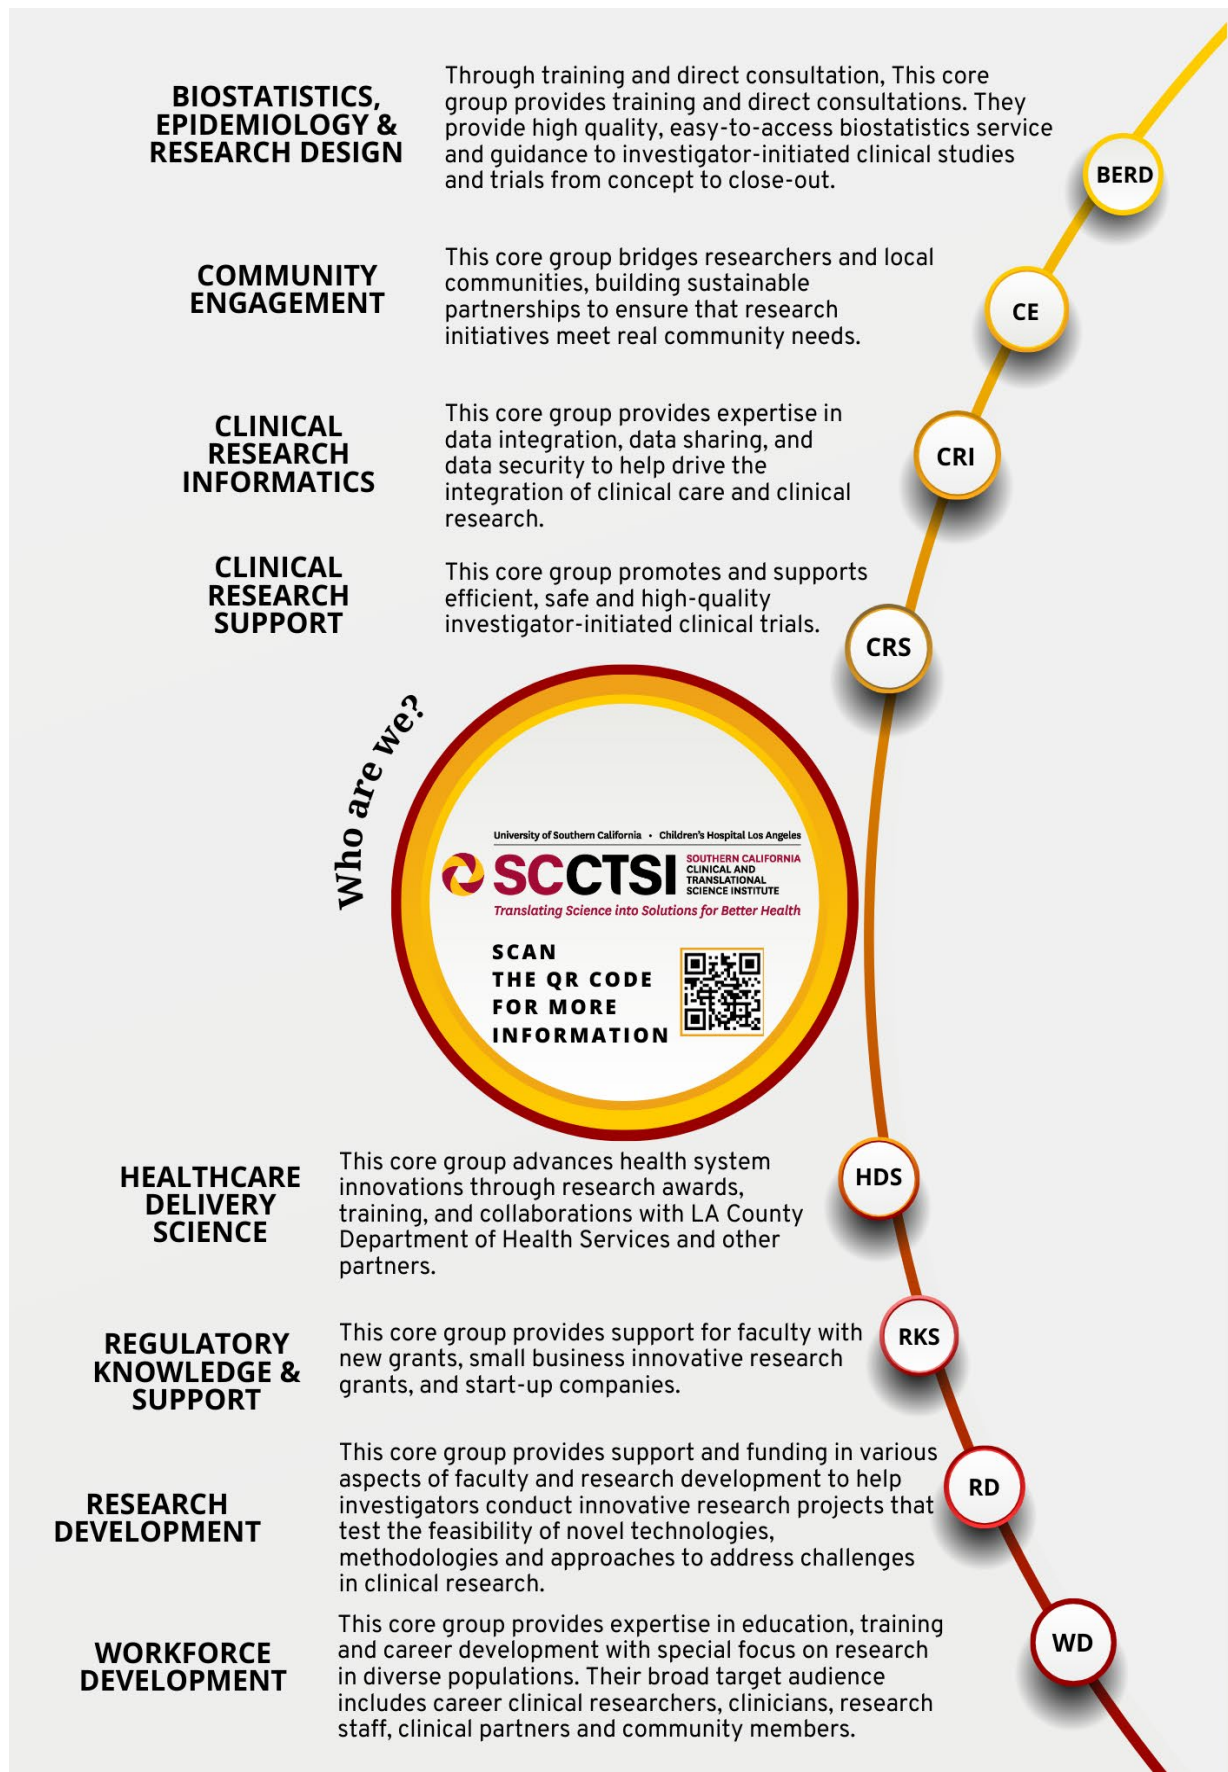 BIOSTATISTICS,
EPIDEMIOLOGY &
RESEARCH DESIGN
Through training and direct consultation, This core
group provides training and direct consultations. They
provide high quality, easy-to-access biostatistics service
and guidance to investigator-initiated clinical studies
and trials from concept to close-out.
BERD
COMMUNITY
ENGAGEMENT
This core group bridges researchers and local
communities, building sustainable
partnerships to ensure that research
initiatives meet real community needs.
CE
CLINICAL
RESEARCH
INFORMATICS
This core group provides expertise in
data integration, data sharing, and
data security to help drive the
integration of clinical care and clinical
research.
CRI
CLINICAL
RESEARCH
SUPPORT
This core group promotes and supports
efficient, safe and high-quality
investigator-initiated clinical trials.
CRS
Who are we?
University of Southern California • Children's Hospital Los Angeles
SC CTSI
SOUTHERN CALIFORNIA
CLINICAL AND
TRANSLATIONAL
SCIENCE INSTITUTE
Translating Science into Solutions for Better Health
SCAN
THE QR CODE
FOR MORE
INFORMATION
HEALTHCARE
DELIVERY
SCIENCE
This core group advances health system
innovations through research awards,
training, and collaborations with LA County
Department of Health Services and other
partners.
HDS
REGULATORY
KNOWLEDGE &
SUPPORT
This core group provides support for faculty with
new grants, small business innovative research
grants, and start-up companies.
RKS
RESEARCH
DEVELOPMENT
This core group provides support and funding in various
aspects of faculty and research development to help
investigators conduct innovative research projects that
test the feasibility of novel technologies,
methodologies and approaches to address challenges
in clinical research.
RD
WORKFORCE
DEVELOPMENT
This core group provides expertise in education, training
and career development with special focus on research
in diverse populations. Their broad target audience
includes career clinical researchers, clinicians, research
staff, clinical partners and community members.
WD